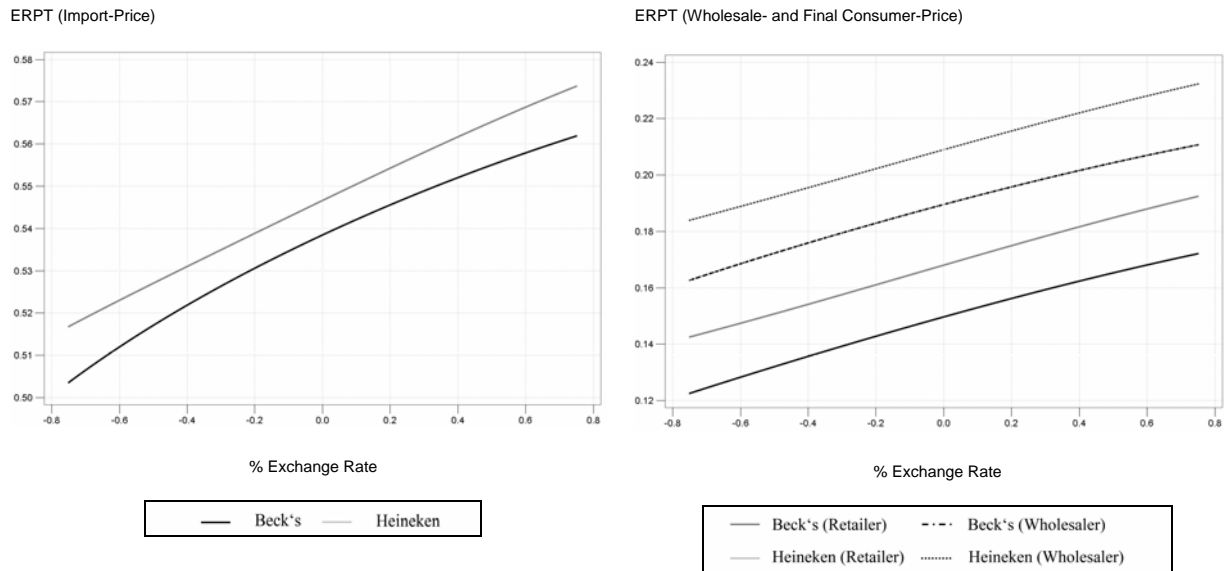 ERPT (Import-Price)
0.58
0.57
0.56
0.55
0.54
0.53
0.52
0.51
0.50
-0.8 -0.6 -0.4 -0.2 0.0 0.2 0.4 0.6 0.8
% Exchange Rate
Beck's Heineken
ERPT (Wholesale- and Final Consumer-Price)
0.24
0.22
0.20
0.18
0.16
0.14
0.12
-0.8 -0.6 -0.4 -0.2 0.0 0.2 0.4 0.6 0.8
% Exchange Rate
Beck's (Retailer) Beck's (Wholesaler)
Heineken (Retailer) Heineken (Wholesaler)